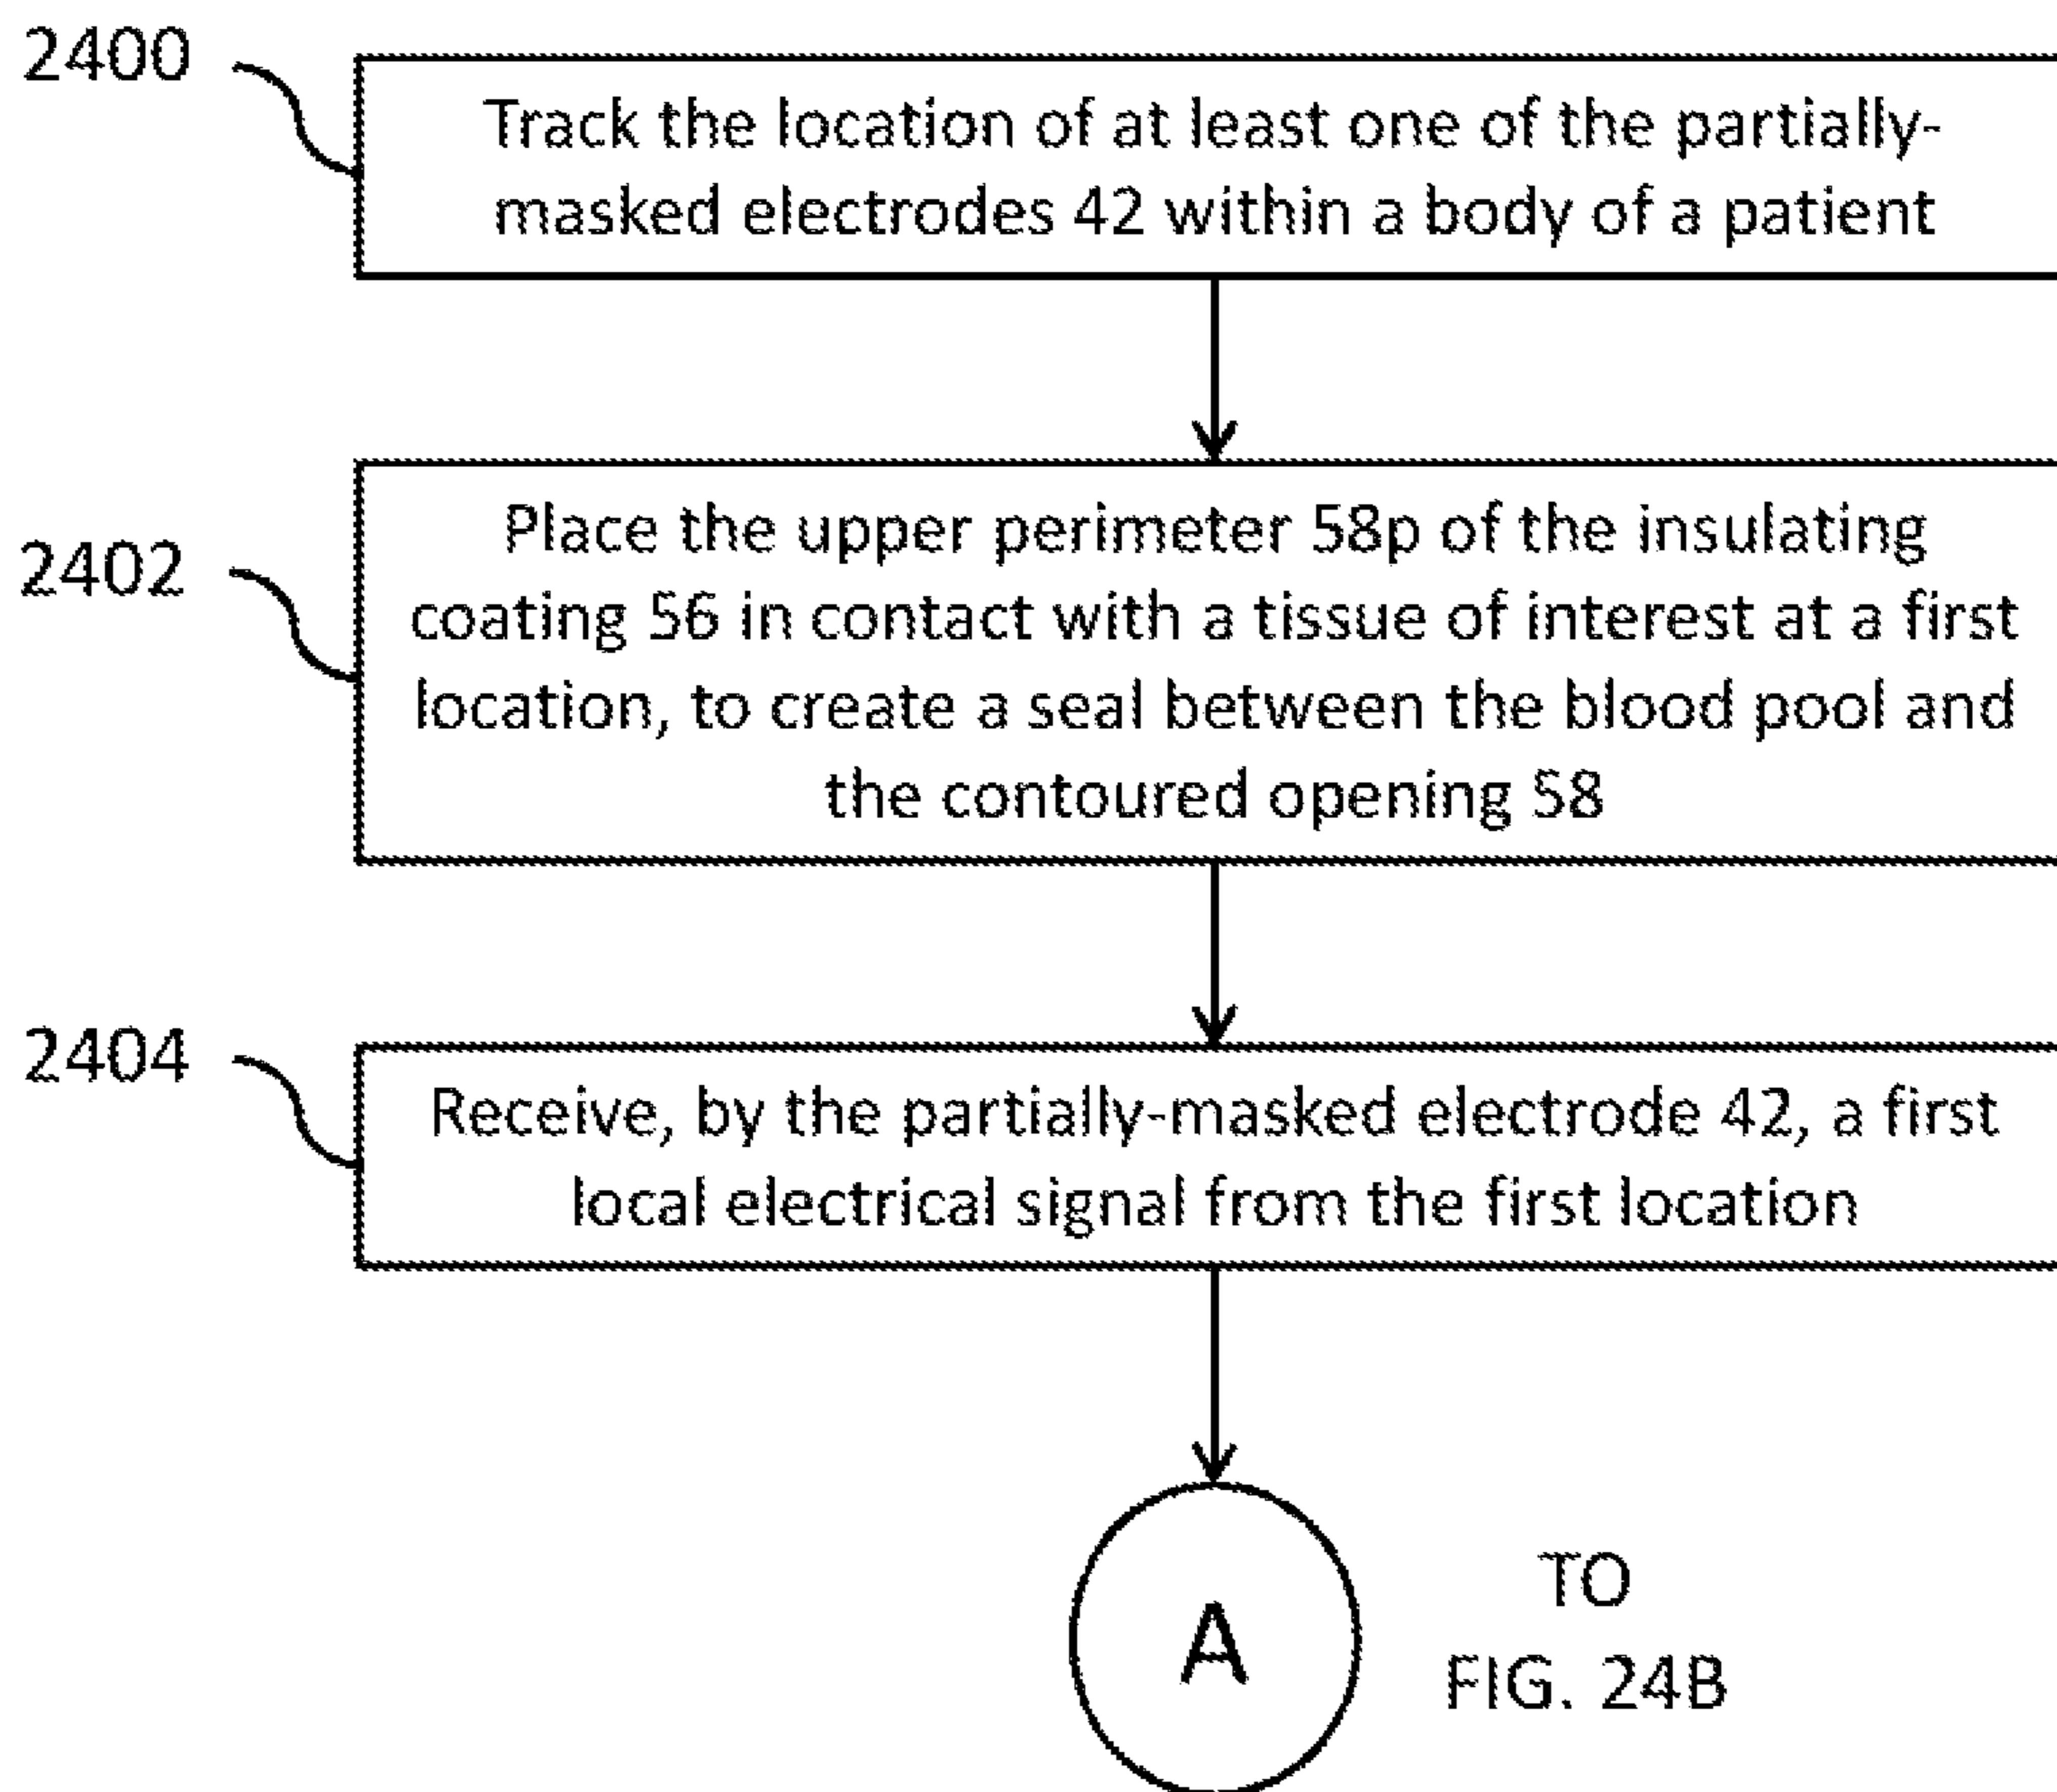 2400
Track the location of at least one of the partially-
masked electrodes 42 within a body of a patient
2402
Place the upper perimeter 58p of the insulating
coating 56 in contact with a tissue of interest at a first
location, to create a seal between the blood pool and
the contoured opening 58
2404
Receive, by the partially-masked electrode 42, a first
local electrical signal from the first location
A
TO
FIG. 24B